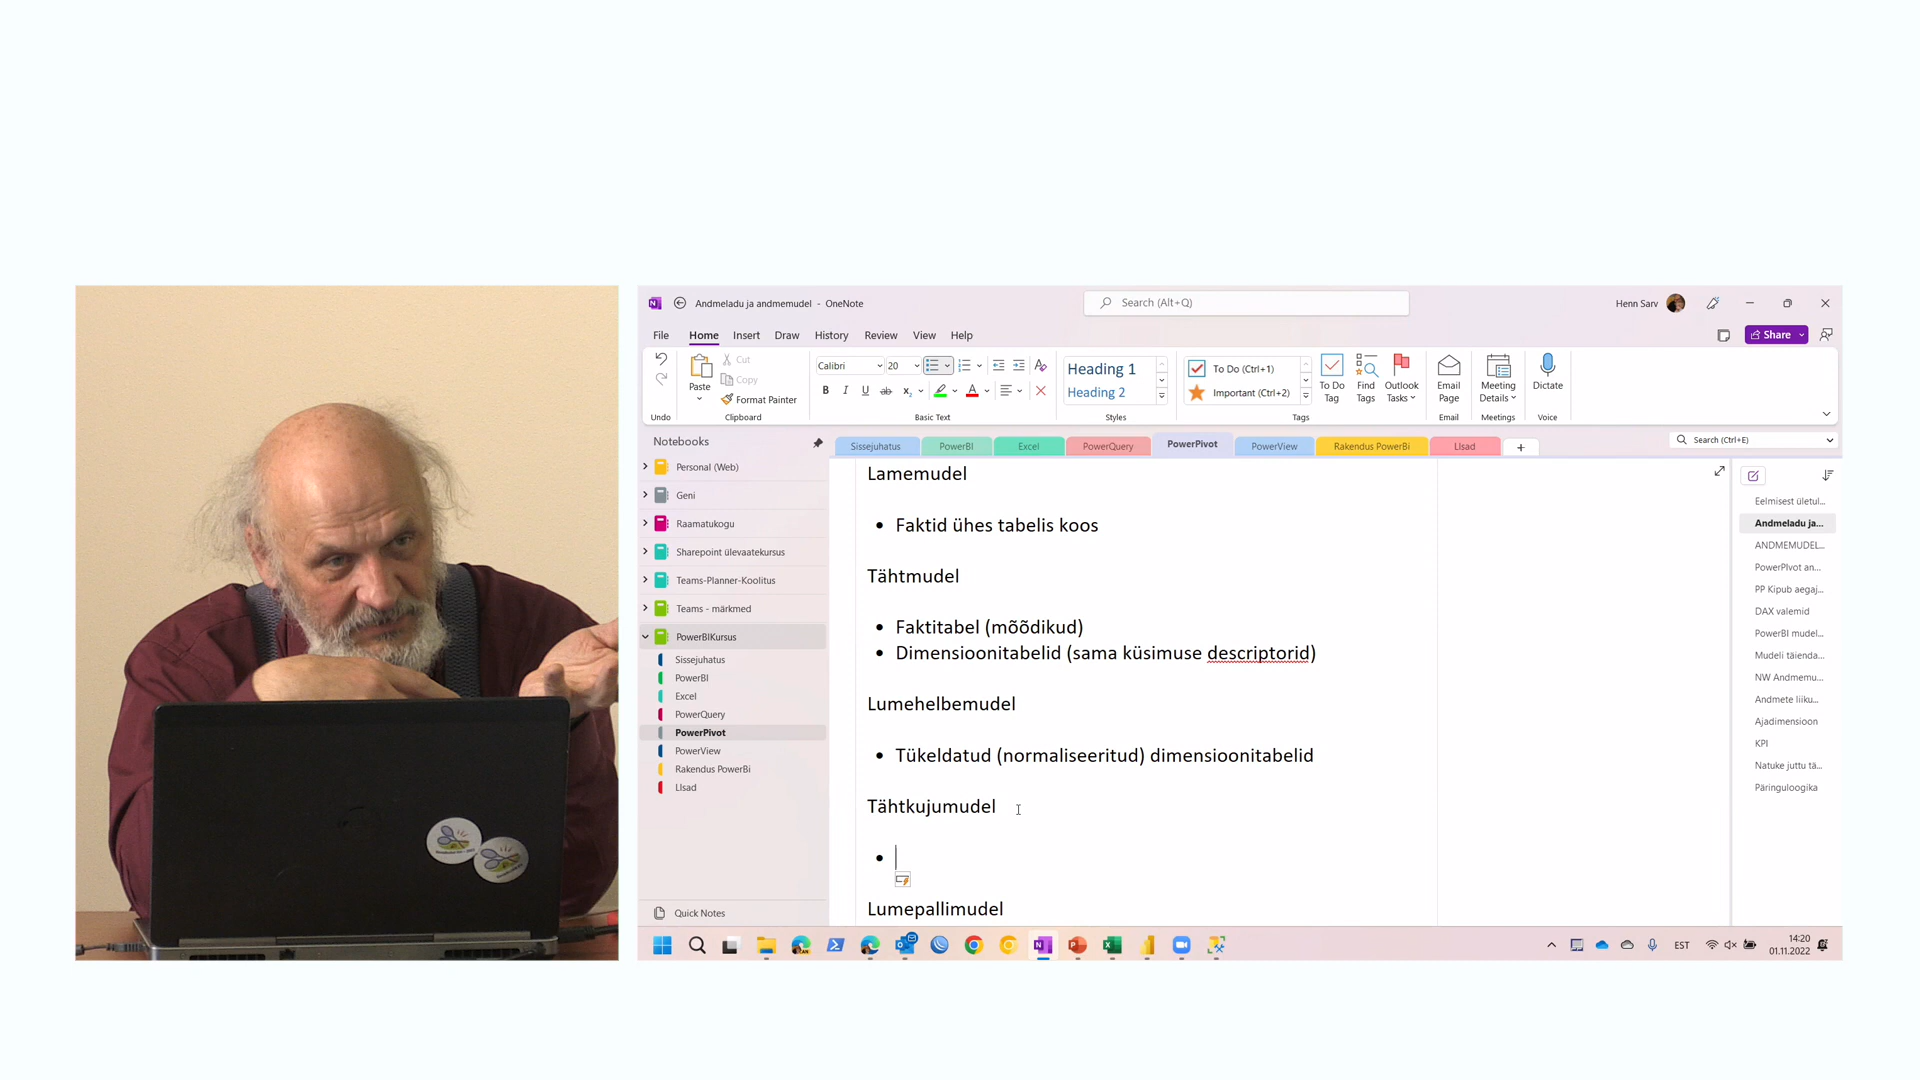 Andmeladu ja andmemudel - OneNote
Search (Alt+Q)
Henn Sarv
File Home Insert Draw History Review View Help
Share
Undo
Paste
Cut
Copy
Format Painter
Clipboard
Calibri 20
B I U ab x
A
Basic Text
Heading 1
Heading 2
Styles
To Do (Ctrl+1)
Important (Ctrl+2)
To Do Tag
Find Tags
Outlook Tasks
Tags
Email Page
Email
Meeting Details
Meetings
Dictate
Voice
Notebooks
Sissejuhatus PowerBI Excel PowerQuery PowerPivot PowerView Rakendus PowerBi LIsad +
Search (Ctrl+E)
Personal (Web)
Geni
Raamatukogu
Sharepoint ülevaatekursus
Teams-Planner-Koolitus
Teams - märkmed
PowerBIKursus
Sissejuhatus
PowerBI
Excel
PowerQuery
PowerPivot
PowerView
Rakendus PowerBi
LIsad
Quick Notes
Lamemudel
• Faktid ühes tabelis koos
Tähtmudel
• Faktitabel (mõõdikud)
• Dimensioonitabelid (sama küsimuse descriptorid)
Lumehelbemudel
• Tükeldatud (normaliseeritud) dimensioonitabelid
Tähtkujumudel
•
Lumepallimudel
Eelmisest ületul...
Andmeladu ja...
ANDMEMUDEL...
PowerPIvot an...
PP Kipub aegaj...
DAX valemid
PowerBI mudel...
Mudeli täienda...
NW Andmemu...
Andmete liiku...
Ajadimensioon
KPI
Natuke juttu tä...
Päringuloogika
EST
14:20
01.11.2022